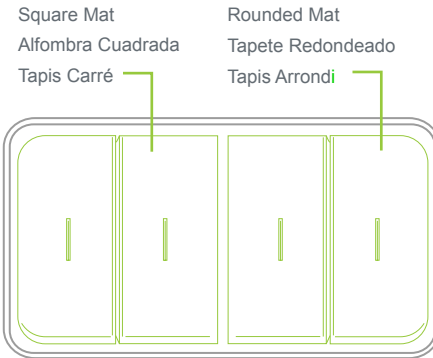 Square Mat
Alfombra Cuadrada
Tapis Carré
Rounded Mat
Tapete Redondeado
Tapis Arrondi